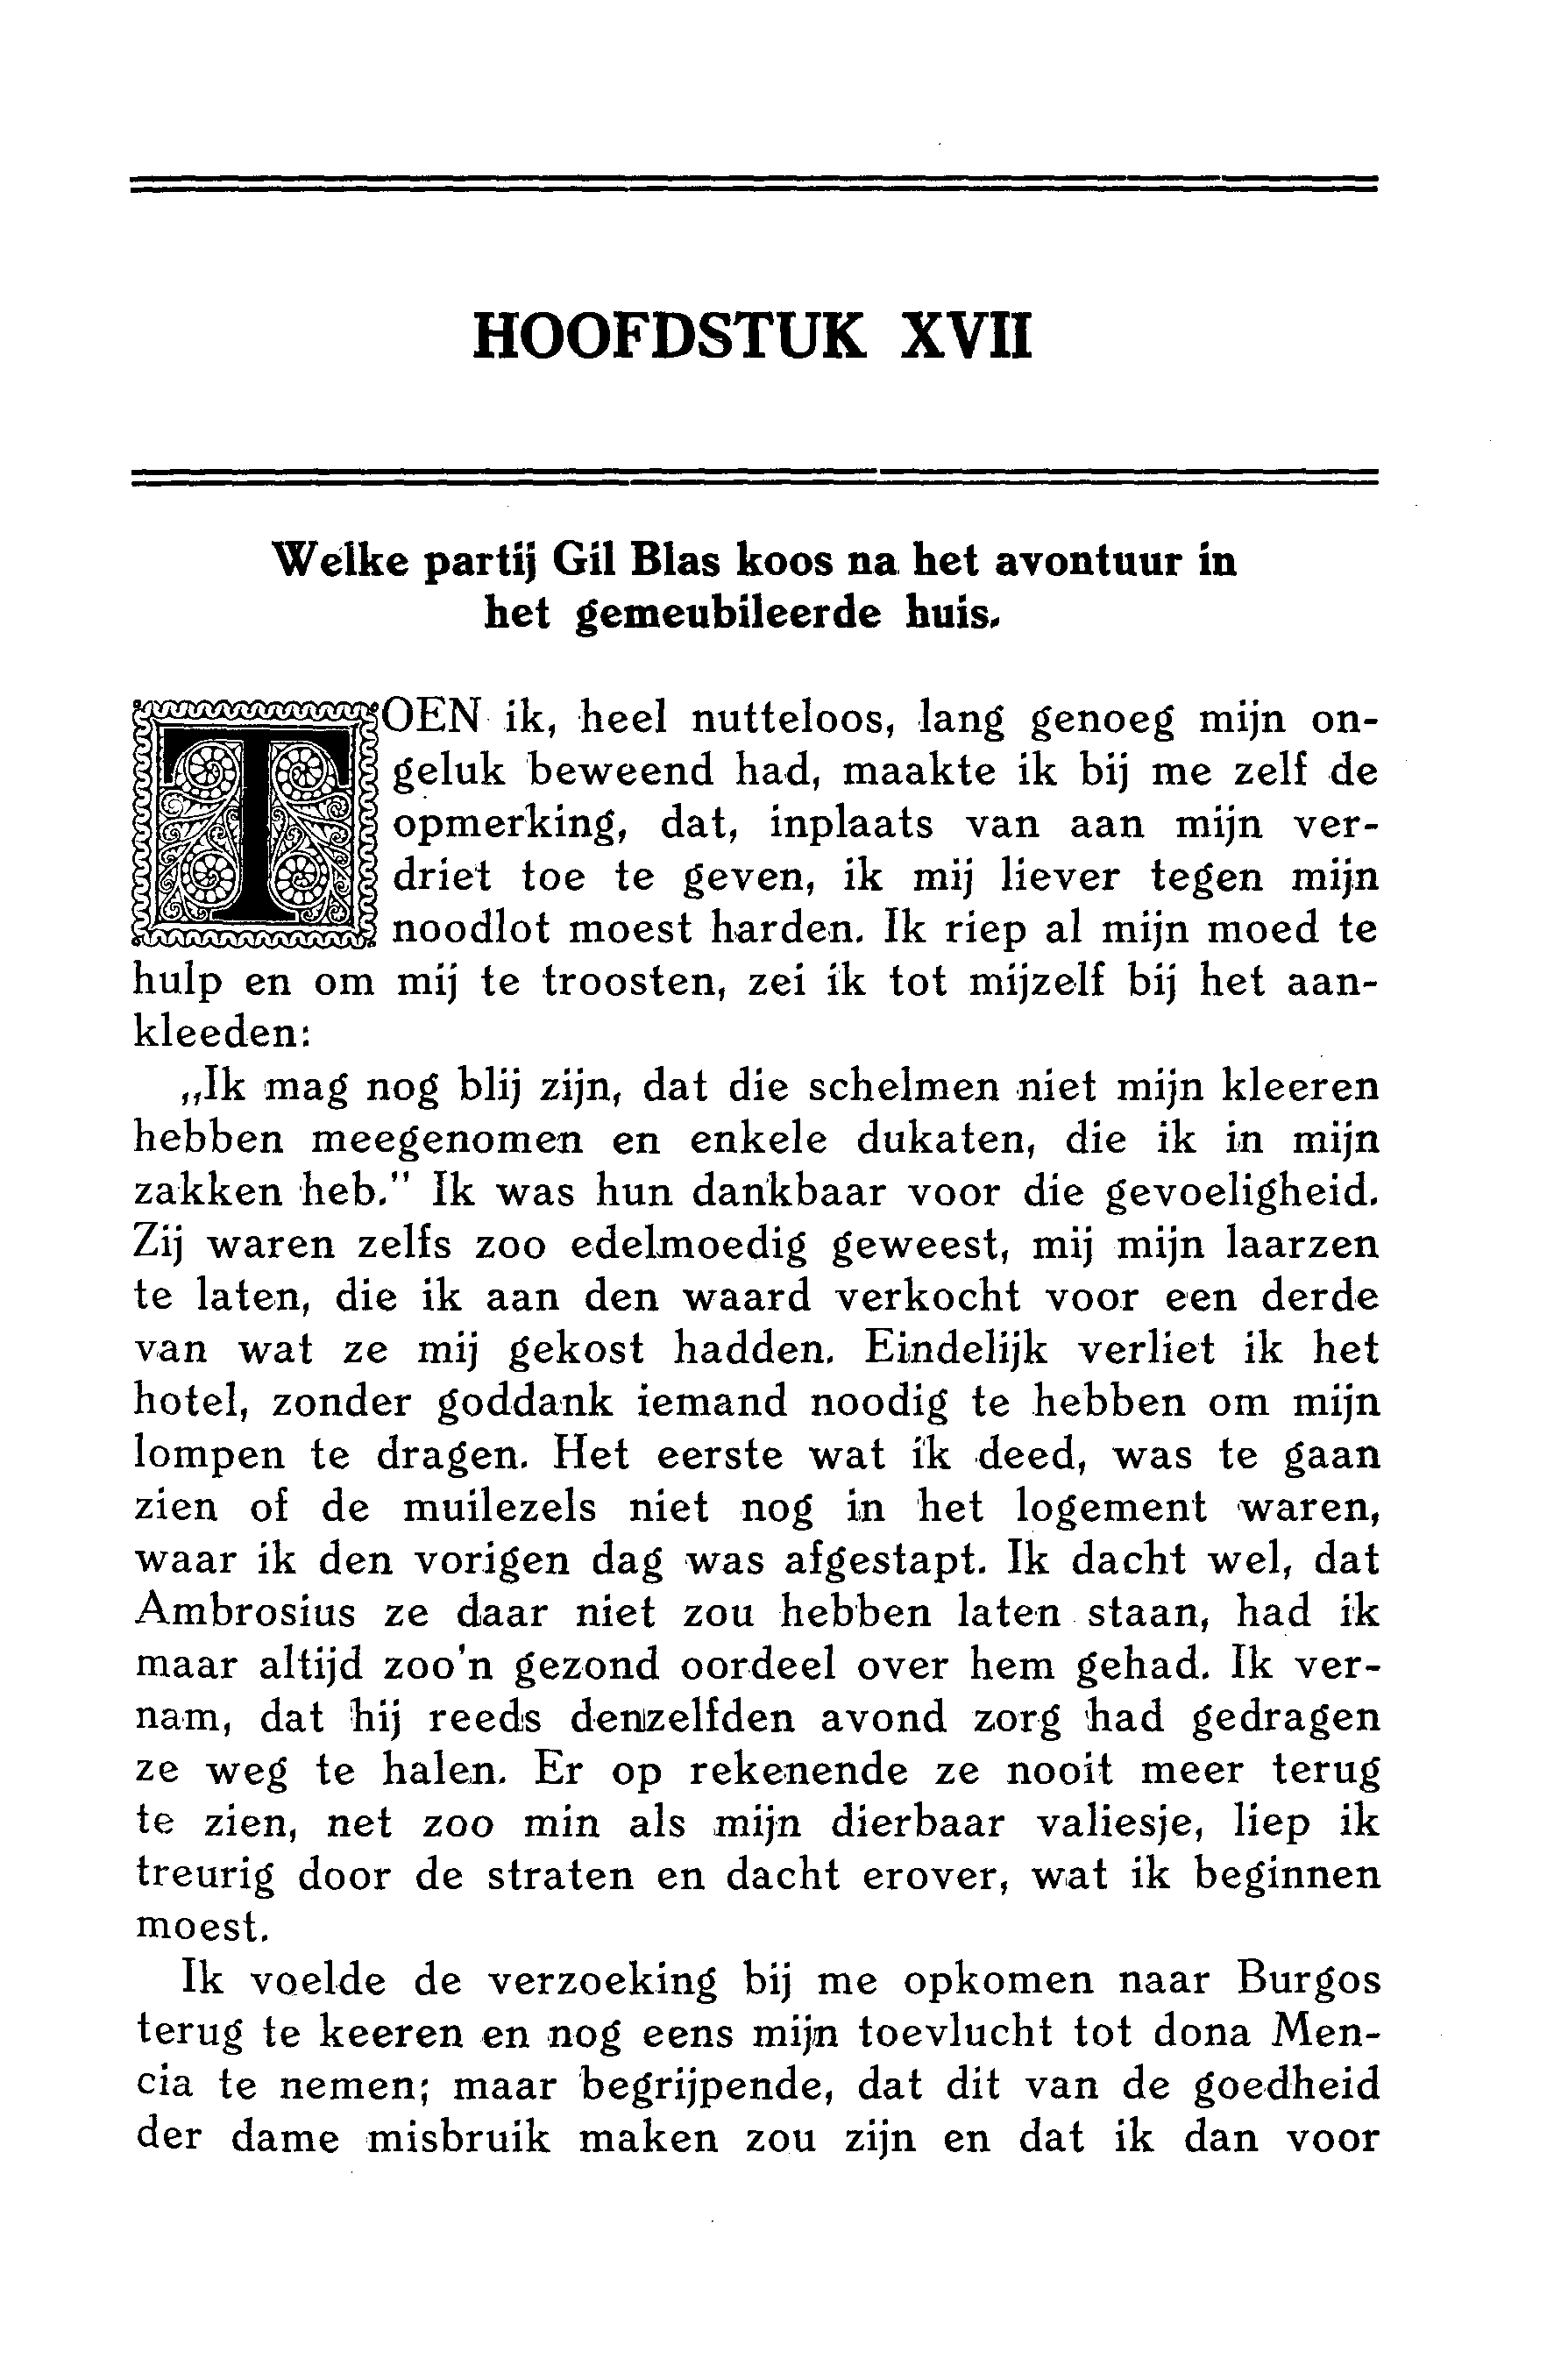 HOOFDSTUK XVII
Welke partij Gil Blas koos na het avontuur in
het gemeubileerde huis.
TOEN ik, heel nutteloos, lang genoeg mijn on-
geluk beweend had, maakte ik bij me zelf de
opmerking, dat, inplaats van aan mijn ver-
driet toe te geven, ik mij liever tegen mijn
noodlot moest harden. Ik riep al mijn moed te
hulp en om mij te troosten, zei ik tot mijzelf bij het aan-
kleeden:
„Ik mag nog blij zijn, dat die schelmen niet mijn kleeren
hebben meegenomen en enkele dukaten, die ik in mijn
zakken heb." Ik was hun dankbaar voor die gevoeligheid.
Zij waren zelfs zoo edelmoedig geweest, mij mijn laarzen
te laten, die ik aan den waard verkocht voor een derde
van wat ze mij gekost hadden. Eindelijk verliet ik het
hotel, zonder goddank iemand noodig te hebben om mijn
lompen te dragen. Het eerste wat ik deed, was te gaan
zien of de muilezels niet nog in het logement waren,
waar ik den vorigen dag was afgestapt. Ik dacht wel, dat
Ambrosius ze daar niet zou hebben laten staan, had ik
maar altijd zoo'n gezond oordeel over hem gehad. Ik ver-
nam, dat hij reeds denzelfden avond zorg had gedragen
ze weg te halen. Er op rekenende ze nooit meer terug
te zien, net zoo min als mijn dierbaar valiesje, liep ik
treurig door de straten en dacht erover, wat ik beginnen
moest.
Ik voelde de verzoeking bij me opkomen naar Burgos
terug te keeren en nog eens mijn toevlucht tot dona Men-
cia te nemen; maar begrijpende, dat dit van de goedheid
der dame misbruik maken zou zijn en dat ik dan voor